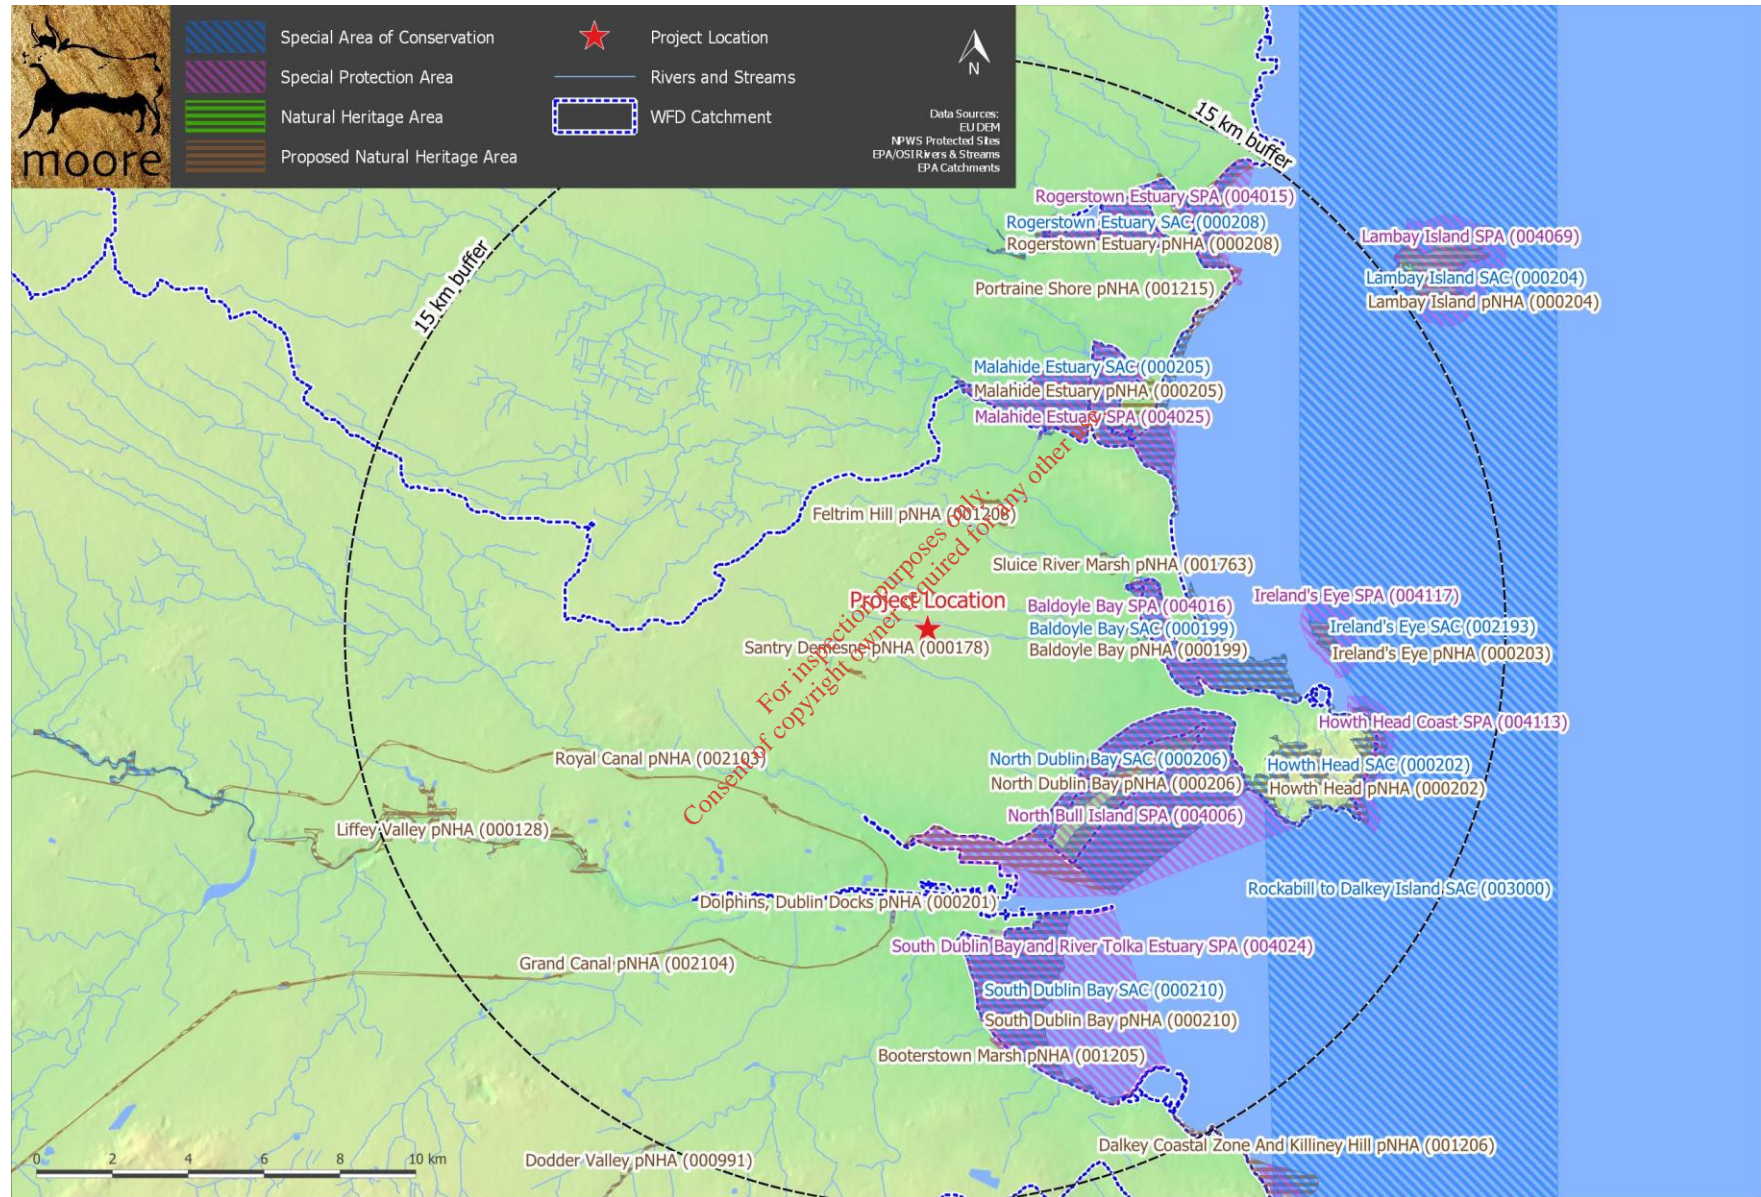 moore
Special Area of Conservation
Special Protection Area
Natural Heritage Area
Proposed Natural Heritage Area
Project Location
Rivers and Streams
WFD Catchment
N
Data Sources:
EU DEM
NPWS Protected Sites
EPA/OSI Rivers & Streams
EPA Catchments
15 km buffer
15 km buffer
Rogerstown Estuary SPA (004015)
Rogerstown Estuary SAC (000208)
Rogerstown Estuary pNHA (000208)
Lambay Island SPA (004069)
Lambay Island SAC (000204)
Lambay Island pNHA (000204)
Portraine Shore pNHA (001215)
Malahide Estuary SAC (000205)
Malahide Estuary pNHA (000205)
Malahide Estuary SPA (004025)
Feltrim Hill pNHA (001208)
Sluice River Marsh pNHA (001763)
Project Location
Baldoyle Bay SPA (004016)
Baldoyle Bay SAC (000199)
Baldoyle Bay pNHA (000199)
Ireland's Eye SPA (004117)
Ireland's Eye SAC (002193)
Ireland's Eye pNHA (000203)
Santry Demesne pNHA (000178)
For inspection purposes only.
Consent of copyright owner required for any other use.
Howth Head Coast SPA (004113)
Howth Head SAC (000202)
Howth Head pNHA (000202)
Royal Canal pNHA (002103)
North Dublin Bay SAC (000206)
North Dublin Bay pNHA (000206)
North Bull Island SPA (004006)
Liffey Valley pNHA (000128)
Rockabill to Dalkey Island SAC (003000)
Dolphins, Dublin Docks pNHA (000201)
South Dublin Bay and River Tolka Estuary SPA (004024)
Grand Canal pNHA (002104)
South Dublin Bay SAC (000210)
South Dublin Bay pNHA (000210)
Booterstown Marsh pNHA (001205)
Dalkey Coastal Zone And Killiney Hill pNHA (001206)
Dodder Valley pNHA (000991)
0 2 4 6 8 10 km